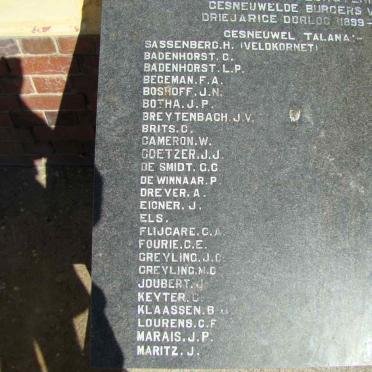 GESNEUWELDE BURGERS V
DRIEJARIGE OORLOG 1899-
GESNEUWEL TALANA:-
SASSENBERG.H. (VELDKORNET)
BADENHORST. C.
BADENHORST. L.P.
BEGEMAN. F.A.
BOSHOFF. J.N.
BOTHA. J.P.
BREYTENBACH. J.V.
BRITS. C.
CAMERON. W.
GOETZER. J.J.
DE SMIDT. G.G
DE WINNAAR. P
DREYER. A.
EIGNER. J.
ELS.
FLIJGARE. C.A
FOURIE. C.E.
GREYLING. J.C.
GREYLING. M.C
JOUBERT. J
KEYTER.
KLAASSEN. B
LOURENS. C.F
MARAIS. J.P.
MARITZ. J.